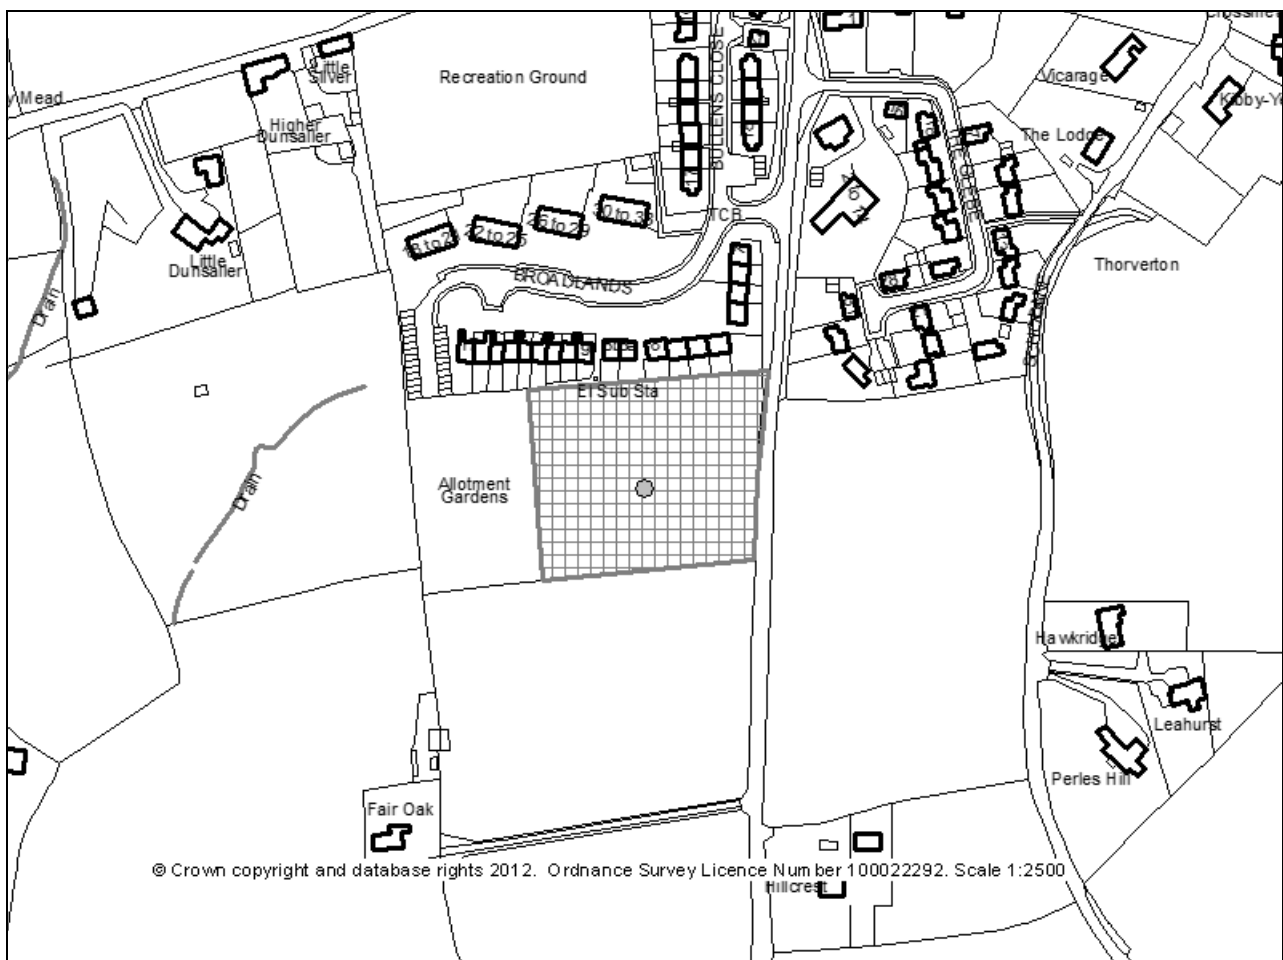 Recreation Ground
Little
Silver
y Mead
Higher
Dunsaller
BULLENS CLOSE
Vicarage
The Lodge
TCB
18 to 21
22 to 25
26 to 29
30 to 33
Little
Dunsaller
BROADLANDS
Thorverton
Drain
El Sub Sta
Allotment
Gardens
Drain
Hawkridge
Leahurst
Perles Hill
Fair Oak
© Crown copyright and database rights 2012. Ordnance Survey Licence Number 100022292. Scale 1:2500
Hillcrest